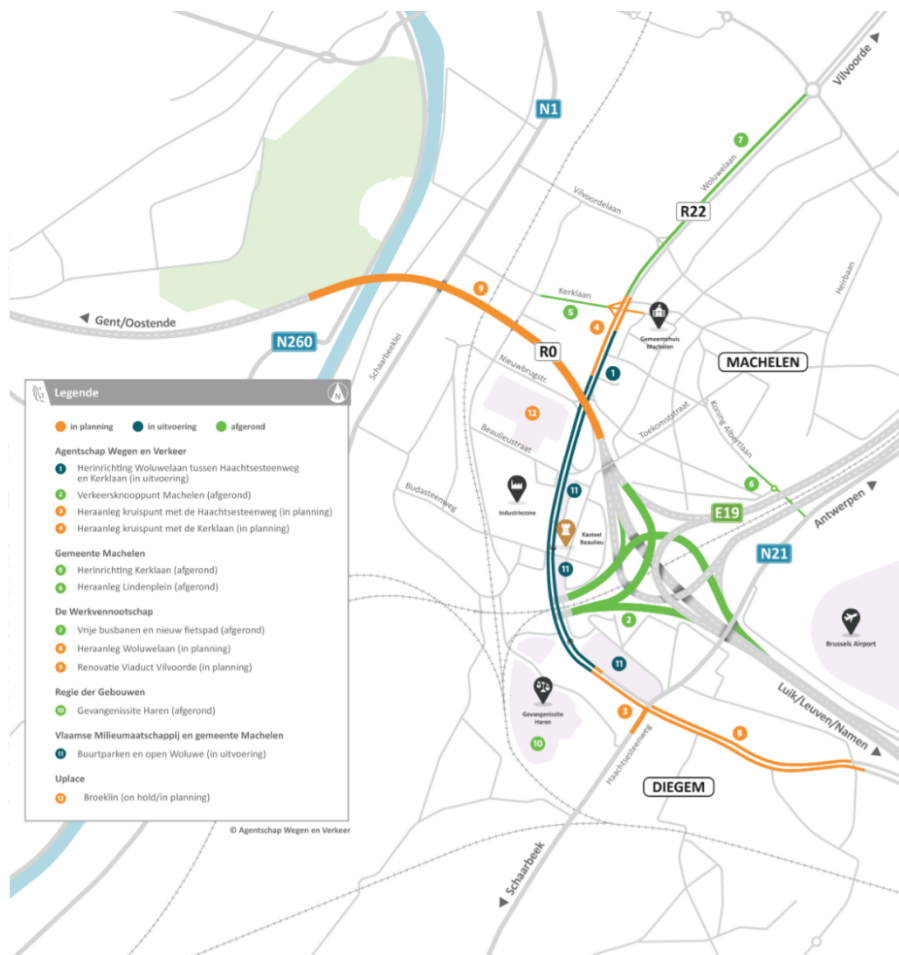 Vilvoorde
N1
7
Woluwelaan
Vilvoordelaan
R22
Heirbaan
9
Kerklaan
5
4
Gemeentehuis
Machelen
Gent/Oostende
N260
R0
Schaarbeeklei
Nieuwbrugstr.
1
MACHELEN
12
Toekomststraat
Koning Albertlaan
Beaulieustraat
Budasteenweg
Industriezone
11
6
E19
Antwerpen
Kasteel
Beaulieu
N21
11
2
Brussels Airport
11
Luik/Leuven/Namen
Gevangenissite
Haren
3
8
10
Haachtsesteenweg
DIEGEM
Schaarbeek
Legende
N
in planning
in uitvoering
afgerond
Agentschap Wegen en Verkeer
1 Herinrichting Woluwelaan tussen Haachtsesteenweg
en Kerklaan (in uitvoering)
2 Verkeersknooppunt Machelen (afgerond)
3 Heraanleg kruispunt met de Haachtsesteenweg (in planning)
4 Heraanleg kruispunt met de Kerklaan (in planning)
Gemeente Machelen
5 Herinrichting Kerklaan (afgerond)
6 Heraanleg Lindenplein (afgerond)
De Werkvennootschap
7 Vrije busbanen en nieuw fietspad (afgerond)
8 Heraanleg Woluwelaan (in planning)
9 Renovatie Viaduct Vilvoorde (in planning)
Regie der Gebouwen
10 Gevangenissite Haren (afgerond)
Vlaamse Milieumaatschappij en gemeente Machelen
11 Buurtparken en open Woluwe (in uitvoering)
Uplace
12 Broeklin (on hold/in planning)
© Agentschap Wegen en Verkeer